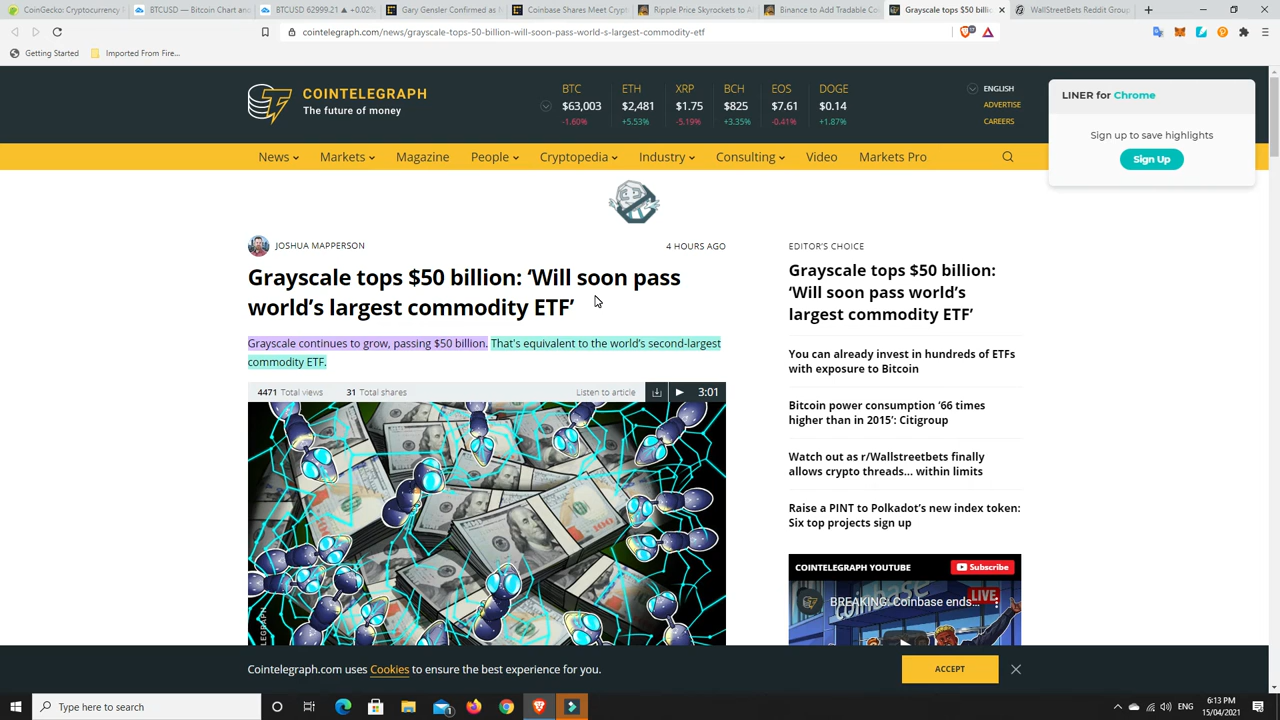 CoinGecko: Cryptocurrency
BTCUSD — Bitcoin Chart and
BTCUSD 62999.21 ▲ +0.02%
Gary Gensler Confirmed as
Coinbase Shares Meet Crypt
Ripple Price Skyrockets to A
Binance to Add Tradable Co
Grayscale tops $50 billi
WallStreetBets Reddit Group
cointelegraph.com/news/grayscale-tops-50-billion-will-soon-pass-world-s-largest-commodity-etf
Getting Started
Imported From Fire...
COINTELEGRAPH
The future of money
BTC ETH XRP BCH EOS DOGE
$63,003 $2,481 $1.75 $825 $7.61 $0.14
-1.60% +5.53% -5.19% +3.35% -0.41% +1.87%
ENGLISH
ADVERTISE
CAREERS
LINER for Chrome
Sign up to save highlights
Sign Up
News Markets Magazine People Cryptopedia Industry Consulting Video Markets Pro
JOSHUA MAPPERSON
4 HOURS AGO
Grayscale tops $50 billion: ‘Will soon pass
world’s largest commodity ETF’
Grayscale continues to grow, passing $50 billion. That's equivalent to the world's second-largest
commodity ETF.
4471 Total views 31 Total shares Listen to article 3:01
EDITOR’S CHOICE
Grayscale tops $50 billion:
‘Will soon pass world’s
largest commodity ETF’
You can already invest in hundreds of ETFs
with exposure to Bitcoin
Bitcoin power consumption ‘66 times
higher than in 2015’: Citigroup
Watch out as r/Wallstreetbets finally
allows crypto threads... within limits
Raise a PINT to Polkadot’s new index token:
Six top projects sign up
COINTELEGRAPH YOUTUBE
Subscribe
BREAKING: Coinbase ends...
LIVE
coinbase
Cointelegraph.com uses Cookies to ensure the best experience for you.
ACCEPT
Type here to search
ENG
6:13 PM
15/04/2021